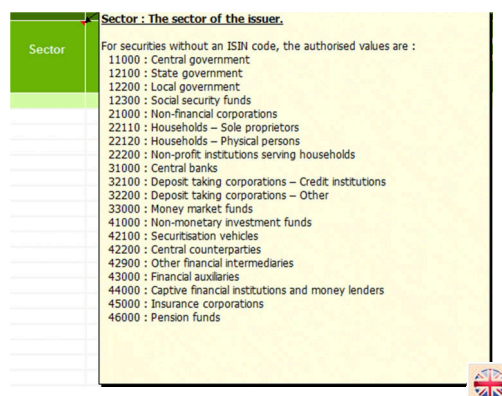 Sector : The sector of the issuer.
Sector
For securities without an ISIN code, the authorised values are :
11000 : Central government
12100 : State government
12200 : Local government
12300 : Social security funds
21000 : Non-financial corporations
22110 : Households – Sole proprietors
22120 : Households – Physical persons
22200 : Non-profit institutions serving households
31000 : Central banks
32100 : Deposit taking corporations – Credit institutions
32200 : Deposit taking corporations – Other
33000 : Money market funds
41000 : Non-monetary investment funds
42100 : Securitisation vehicles
42200 : Central counterparties
42900 : Other financial intermediaries
43000 : Financial auxiliaries
44000 : Captive financial institutions and money lenders
45000 : Insurance corporations
46000 : Pension funds